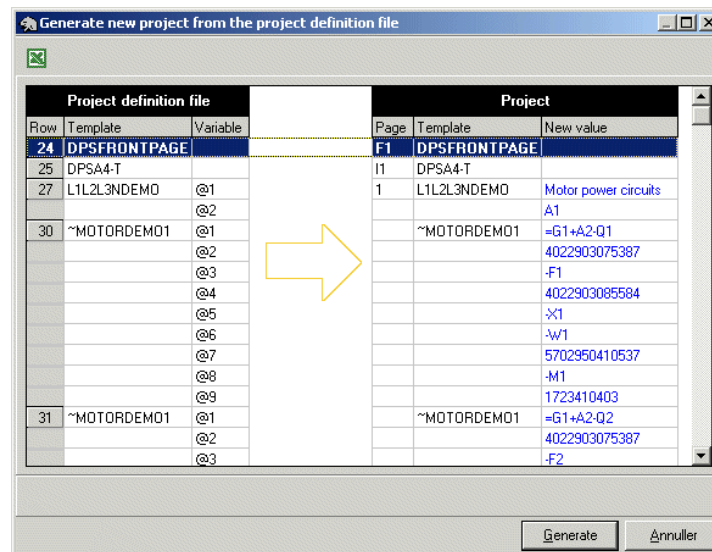 Generate new project from the project definition file
Project definition file Project
Row Template Variable Page Template New value
24 DPSFRONTPAGE F1 DPSFRONTPAGE
25 DPSA4-T I1 DPSA4-T
27 L1L2L3NDEMO @1 1 L1L2L3NDEMO Motor power circuits
@2 A1
30 ~MOTORDEMO1 @1 ~MOTORDEMO1 =G1+A2-Q1
@2 4022903075387
@3 -F1
@4 4022903085584
@5 -X1
@6 -W1
@7 5702950410537
@8 -M1
@9 1723410403
31 ~MOTORDEMO1 @1 ~MOTORDEMO1 =G1+A2-Q2
@2 4022903075387
@3 -F2
Generate Annuller